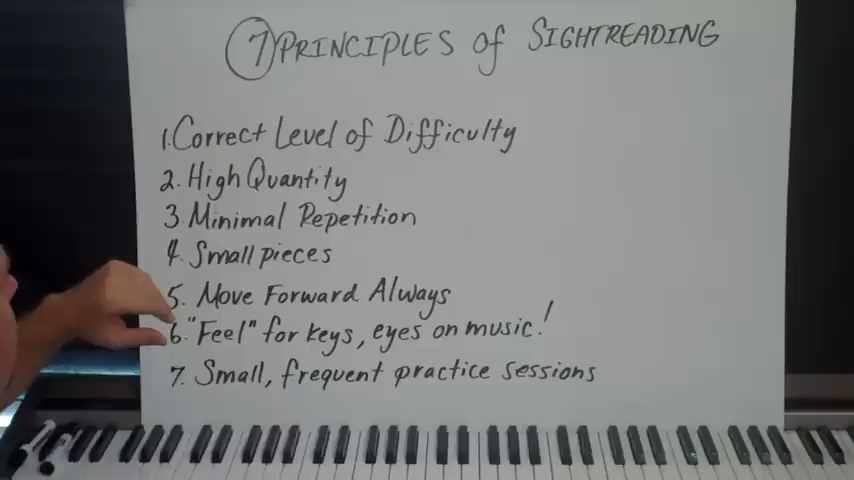 7 PRINCIPLES of SIGHTREADING
1. Correct Level of Difficulty
2. High Quantity
3. Minimal Repetition
4. Small pieces
5. Move Forward Always
6. "Feel" for keys, eyes on music!
7. Small, frequent practice sessions